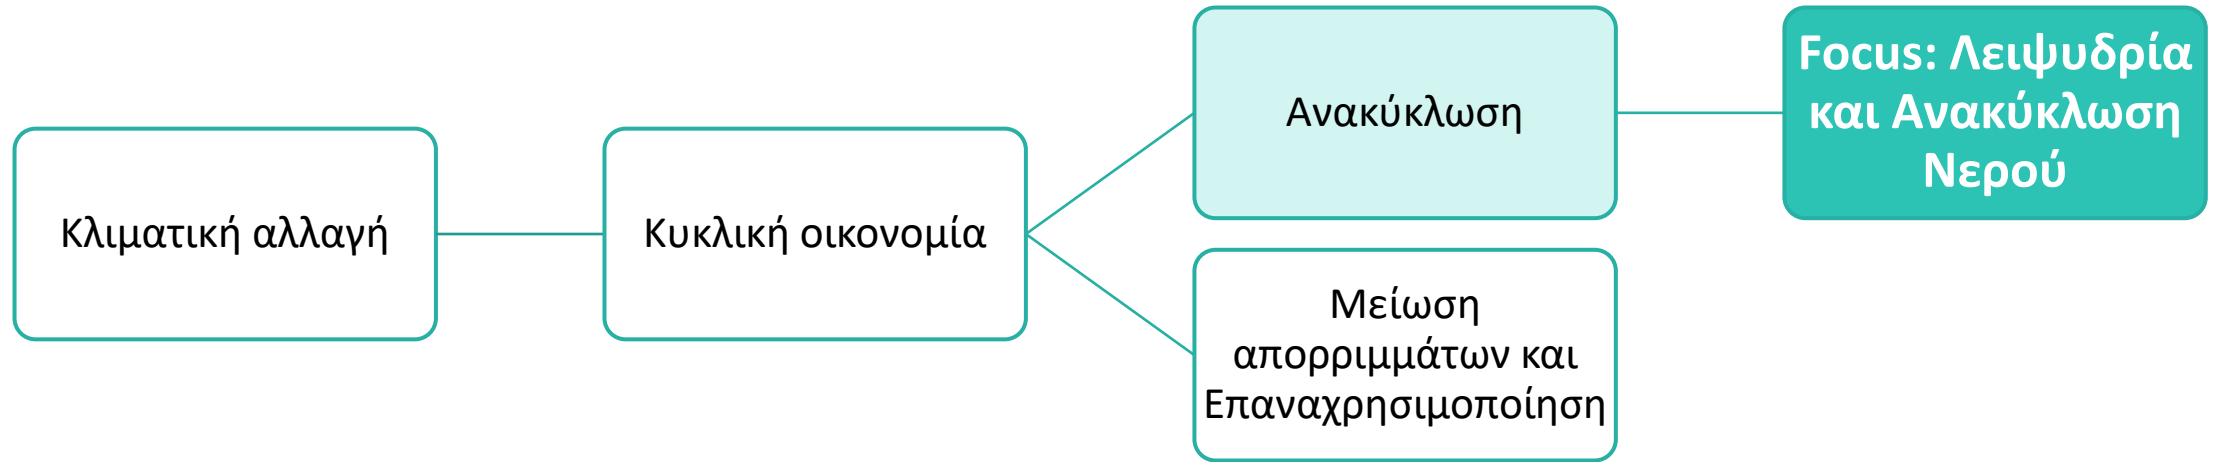 Κλιματική αλλαγή
Κυκλική οικονομία
Ανακύκλωση
Μείωση
απορριμμάτων και
Επαναχρησιμοποίηση
Focus: Λειψυδρία
και Ανακύκλωση
Νερού